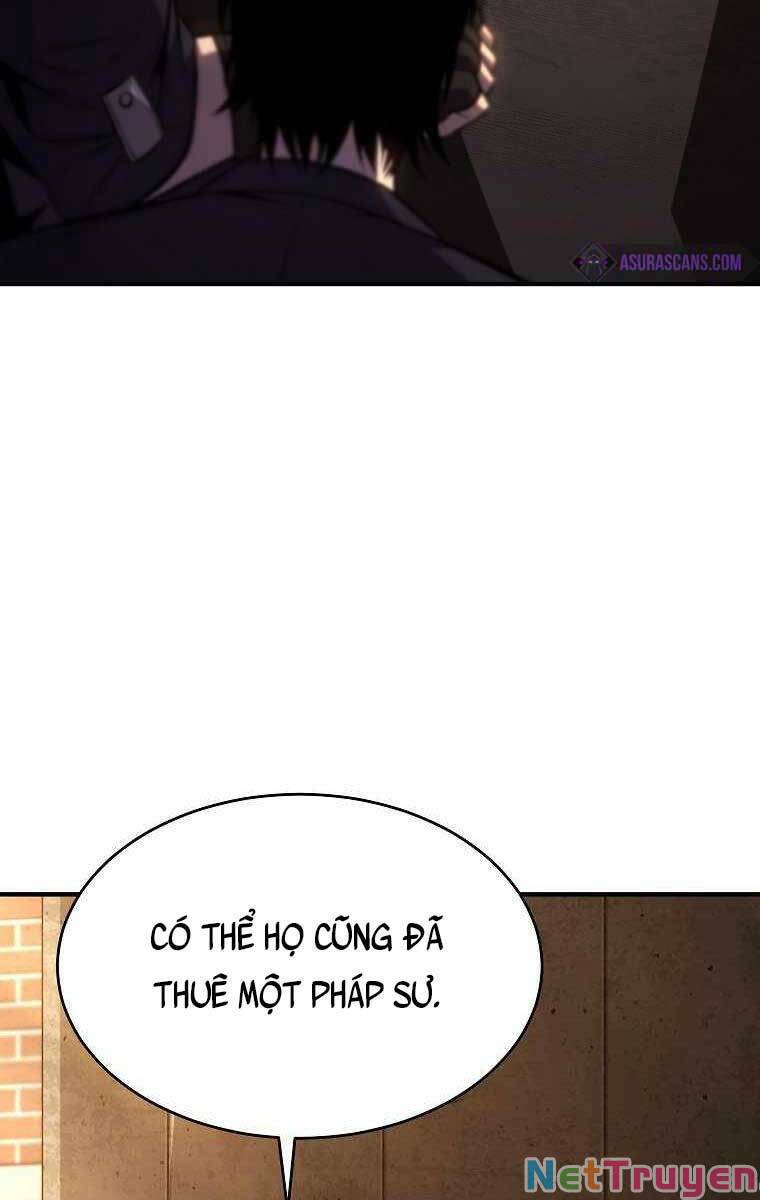 ASURASCANS.COM
CÓ THỂ HỌ CŨNG ĐÃ
THUÊ MỘT PHÁP SƯ.
NetTruyen